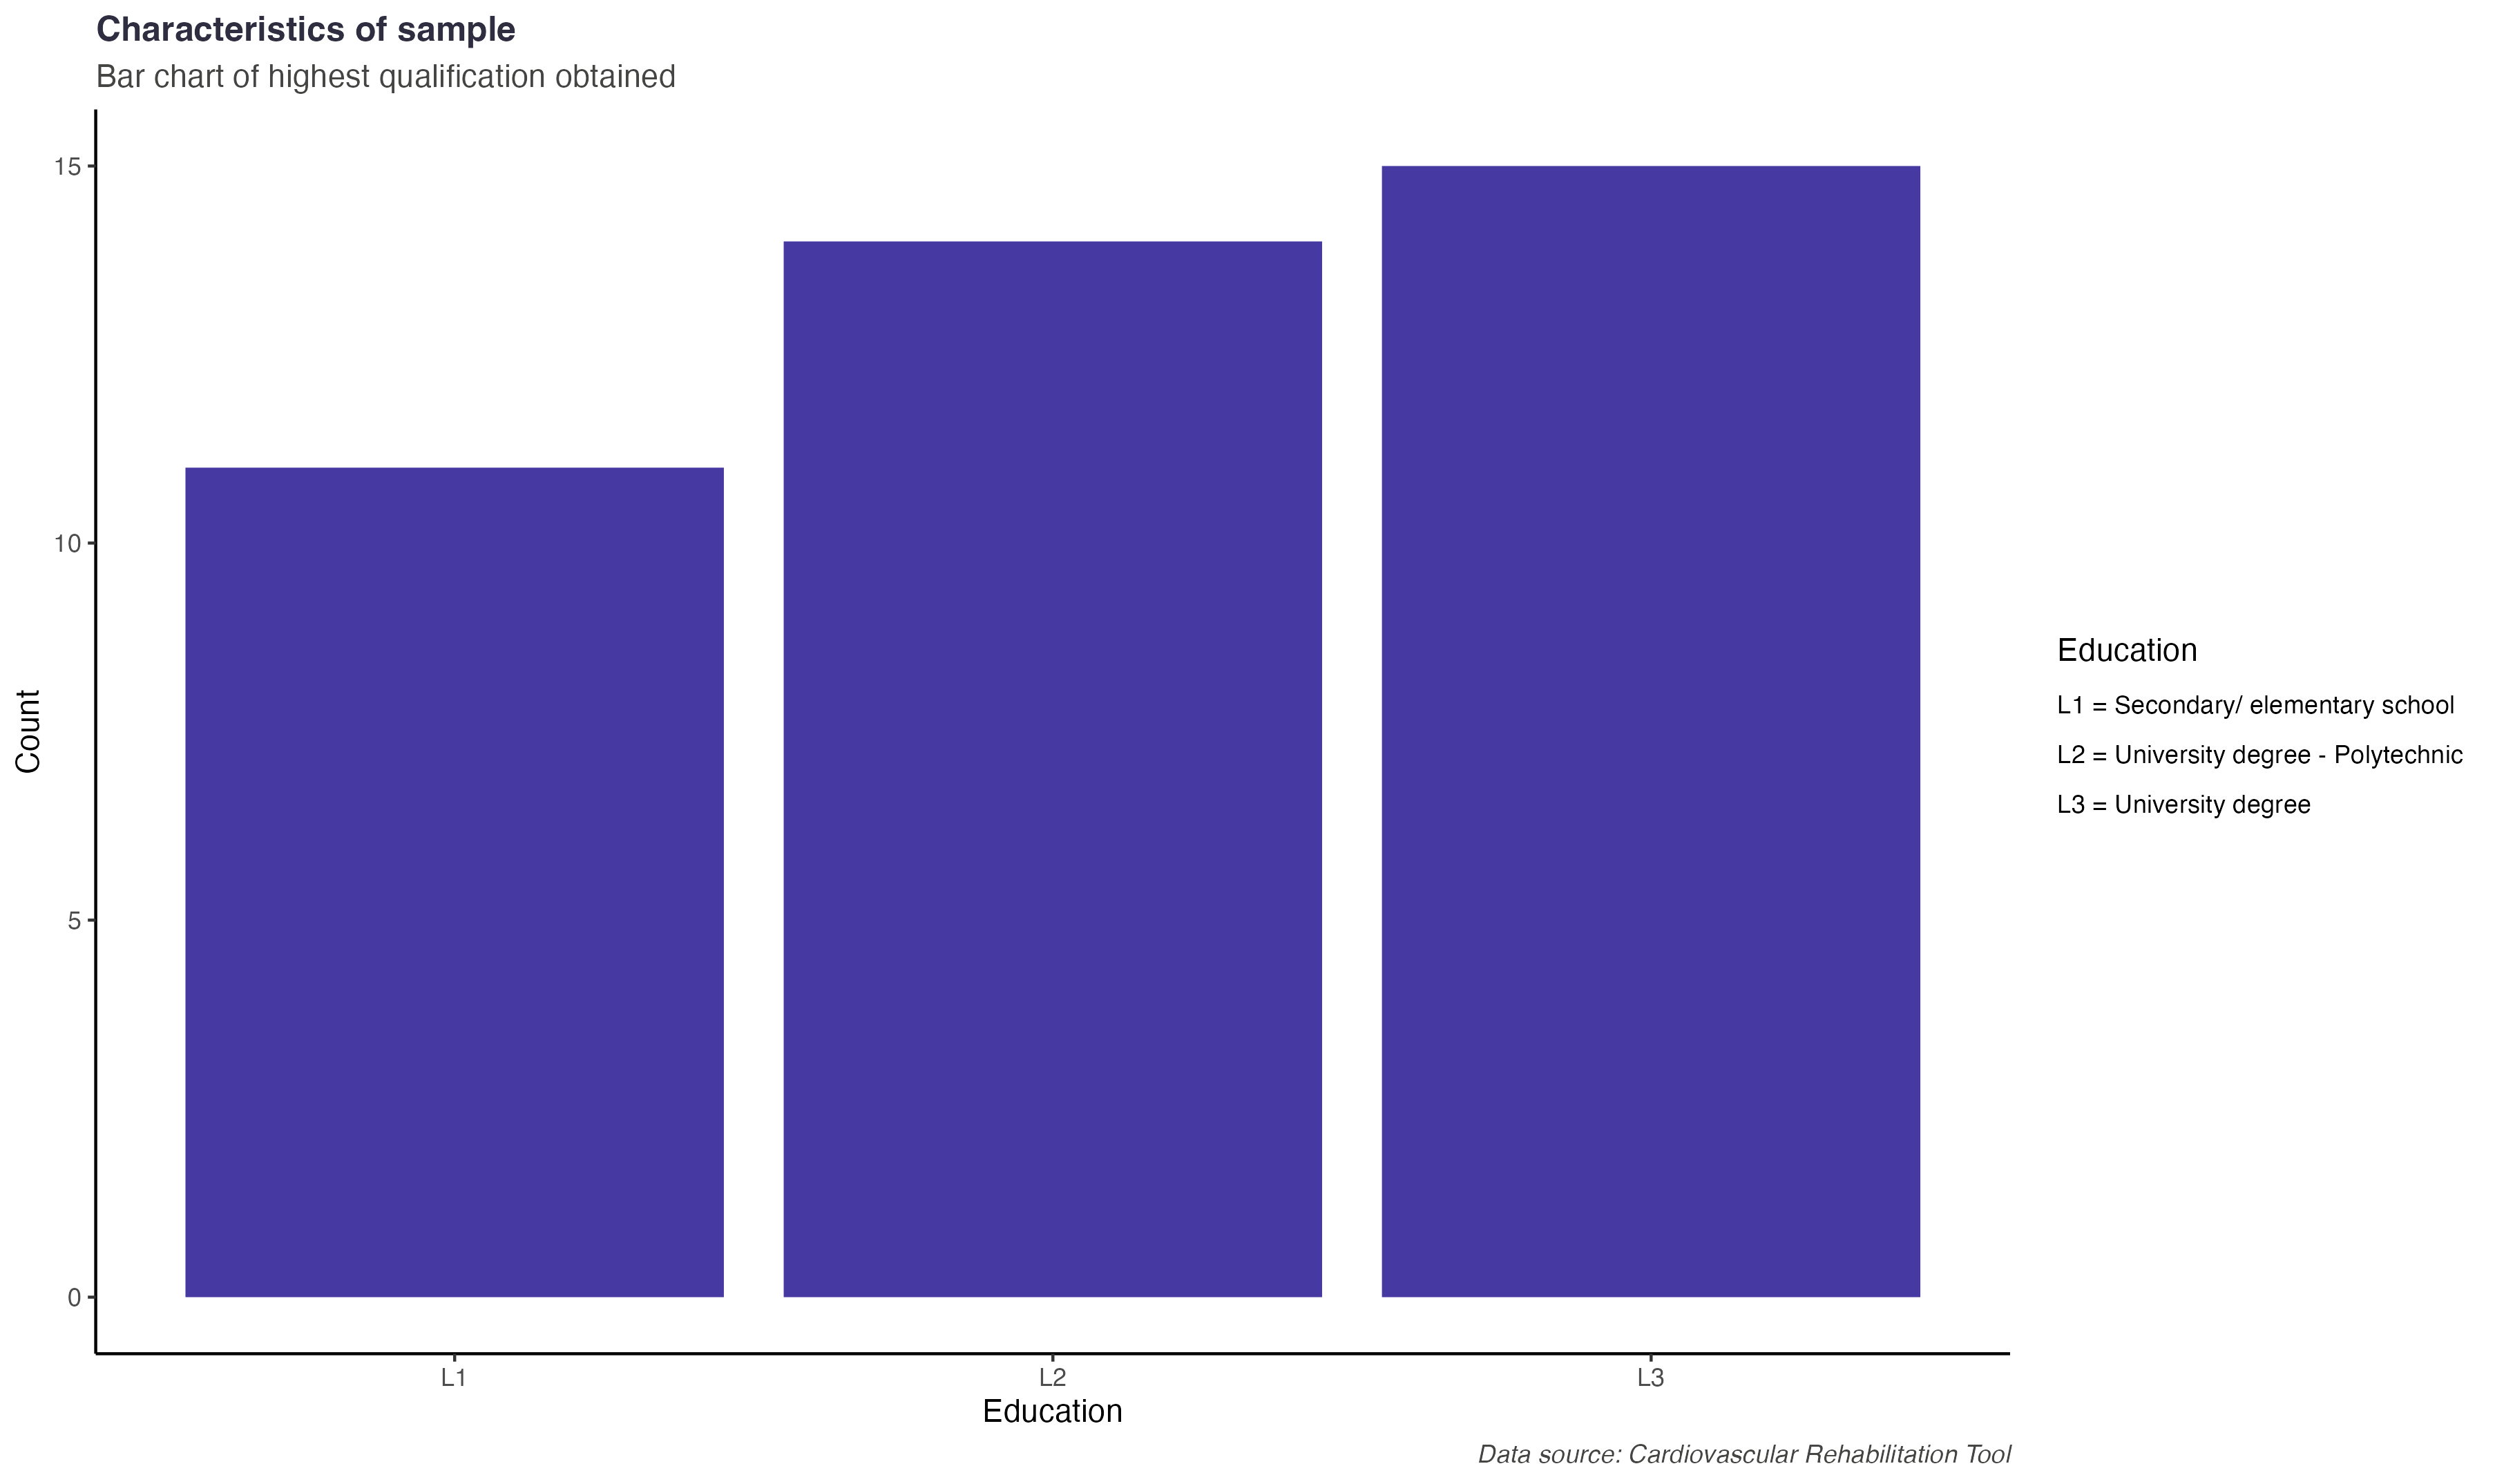 Characteristics of sample
Bar chart of highest qualification obtained
15
10
5
0
Count
L1
L2
L3
Education
Education
L1 = Secondary/ elementary school
L2 = University degree - Polytechnic
L3 = University degree
Data source: Cardiovascular Rehabilitation Tool